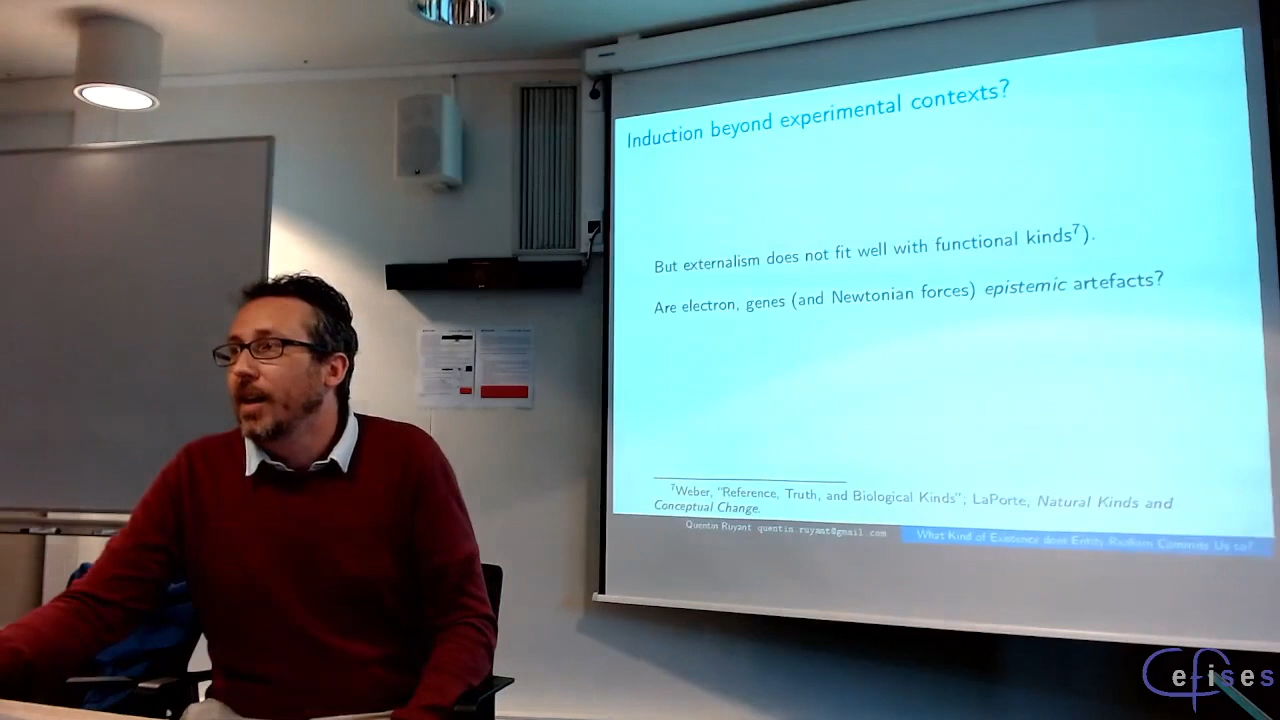 Induction beyond experimental contexts?
But externalism does not fit well with functional kinds⁷).
Are electron, genes (and Newtonian forces) epistemic artefacts?
⁷Weber, "Reference, Truth, and Biological Kinds"; LaPorte, Natural Kinds and
Conceptual Change.
Quentin Ruyant quentin.ruyant@gmail.com
What Kind of Existence does Entity Realism Commits Us to?
efises